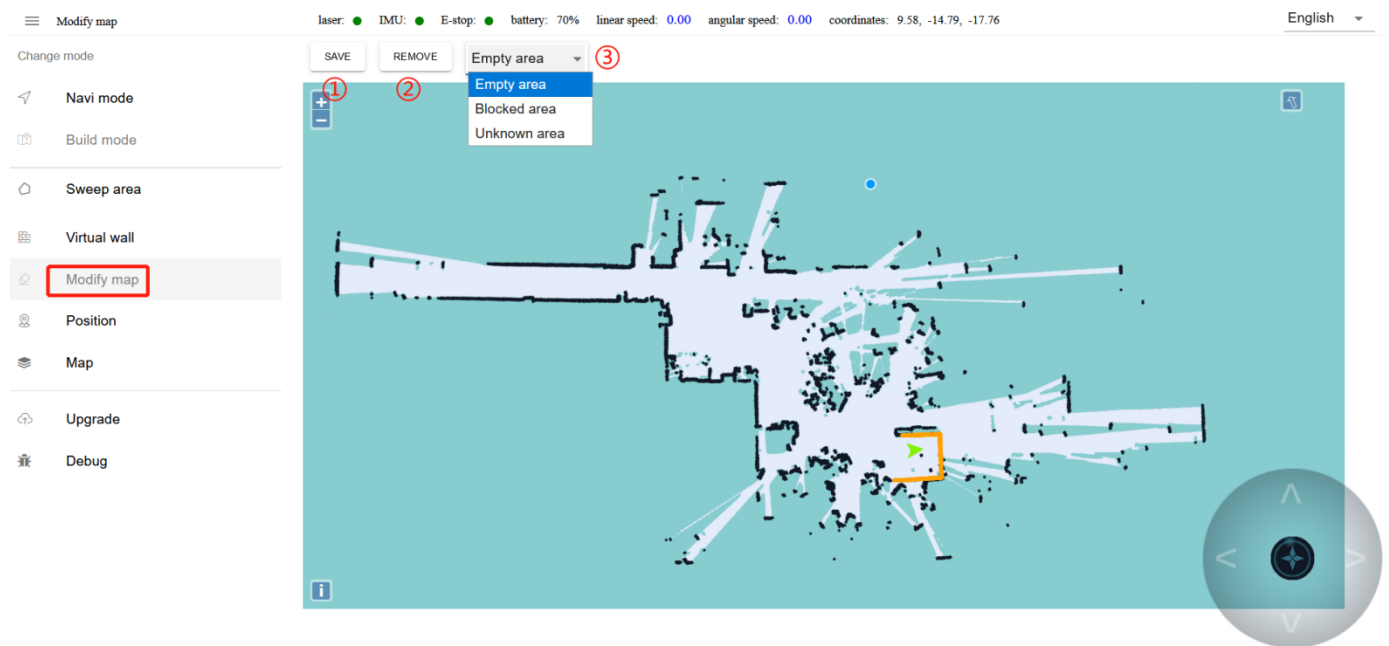 Modify map
laser: IMU: E-stop: battery: 70% linear speed: 0.00 angular speed: 0.00 coordinates: 9.58, -14.79, -17.76
English
Change mode
SAVE REMOVE Empty area ③
① ②
Empty area
Blocked area
Unknown area
+
−
Navi mode
Build mode
Sweep area
Virtual wall
Modify map
Position
Map
Upgrade
Debug
i